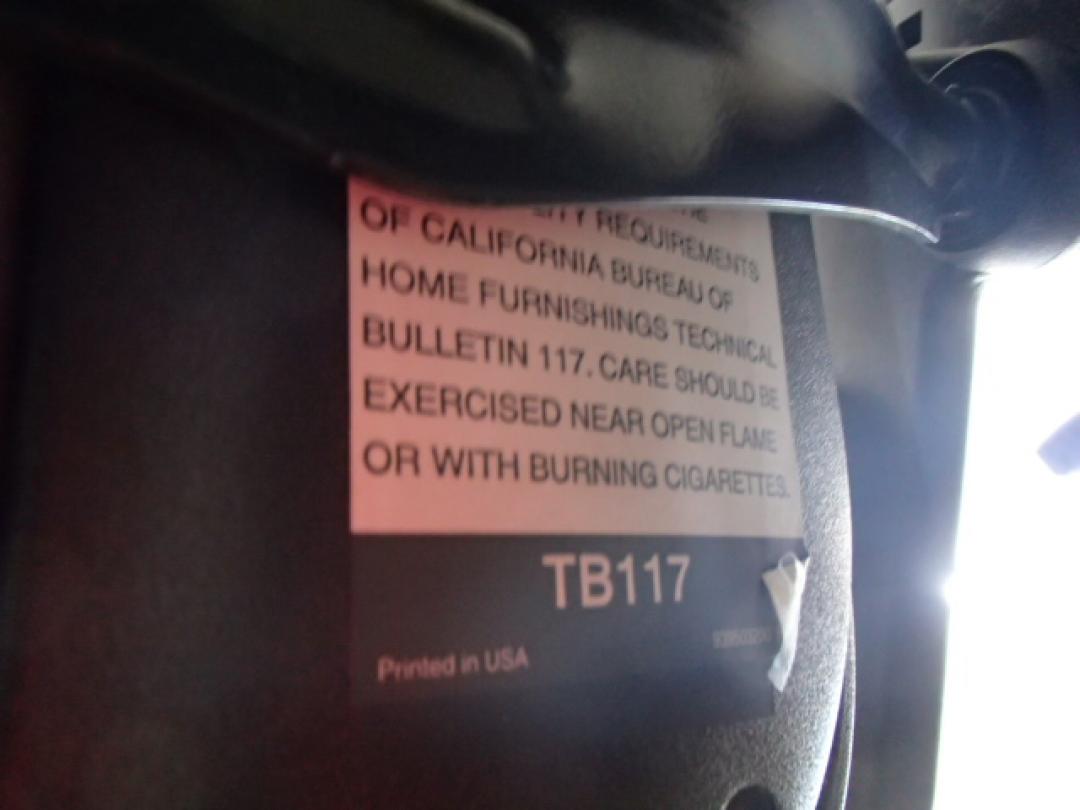 REQUIREMENTS
OF CALIFORNIA BUREAU OF
HOME FURNISHINGS TECHNICAL
BULLETIN 117. CARE SHOULD BE
EXERCISED NEAR OPEN FLAME
OR WITH BURNING CIGARETTES.
TB117
Printed in USA